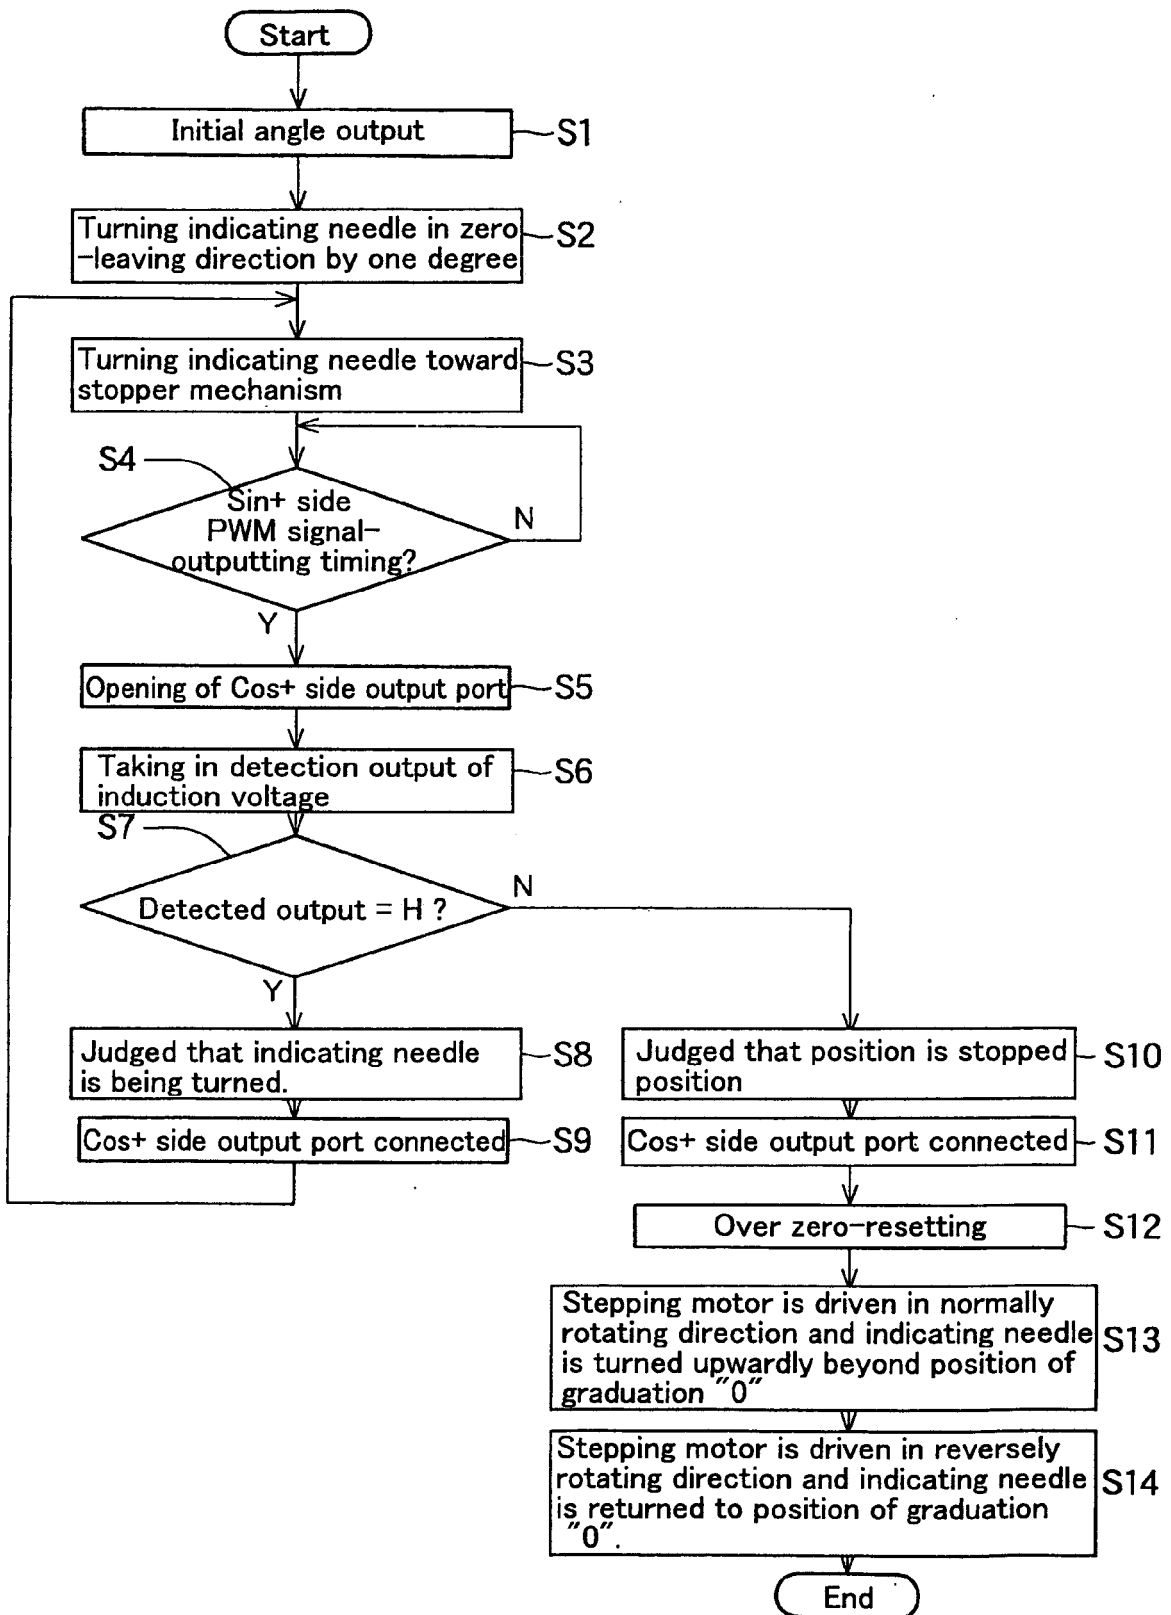 Start
Initial angle output
S1
Turning indicating needle in zero
-leaving direction by one degree
S2
Turning indicating needle toward
stopper mechanism
S3
S4
Sin+ side
PWM signal-
outputting timing?
N
Y
Opening of Cos+ side output port
S5
Taking in detection output of
induction voltage
S6
S7
Detected output = H ?
N
Y
Judged that indicating needle
is being turned.
S8
Cos+ side output port connected
S9
Judged that position is stopped
position
S10
Cos+ side output port connected
S11
Over zero-resetting
S12
Stepping motor is driven in normally
rotating direction and indicating needle
is turned upwardly beyond position of
graduation "0"
S13
Stepping motor is driven in reversely
rotating direction and indicating needle
is returned to position of graduation
"0".
S14
End